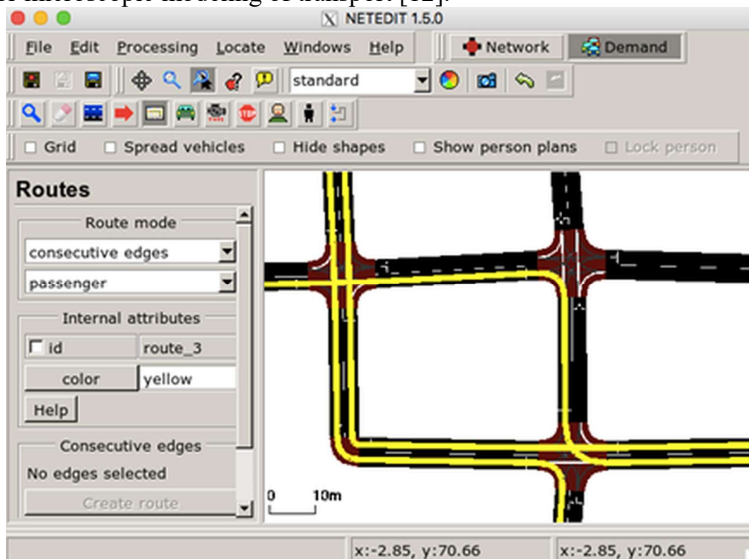 NETEDIT 1.5.0
File Edit Processing Locate Windows Help Network Demand
standard
Grid Spread vehicles Hide shapes Show person plans Lock person
Routes
Route mode
consecutive edges
passenger
Internal attributes
id route_3
color yellow
Help
Consecutive edges
No edges selected
Create route
0 10m
x:-2.85, y:70.66 x:-2.85, y:70.66